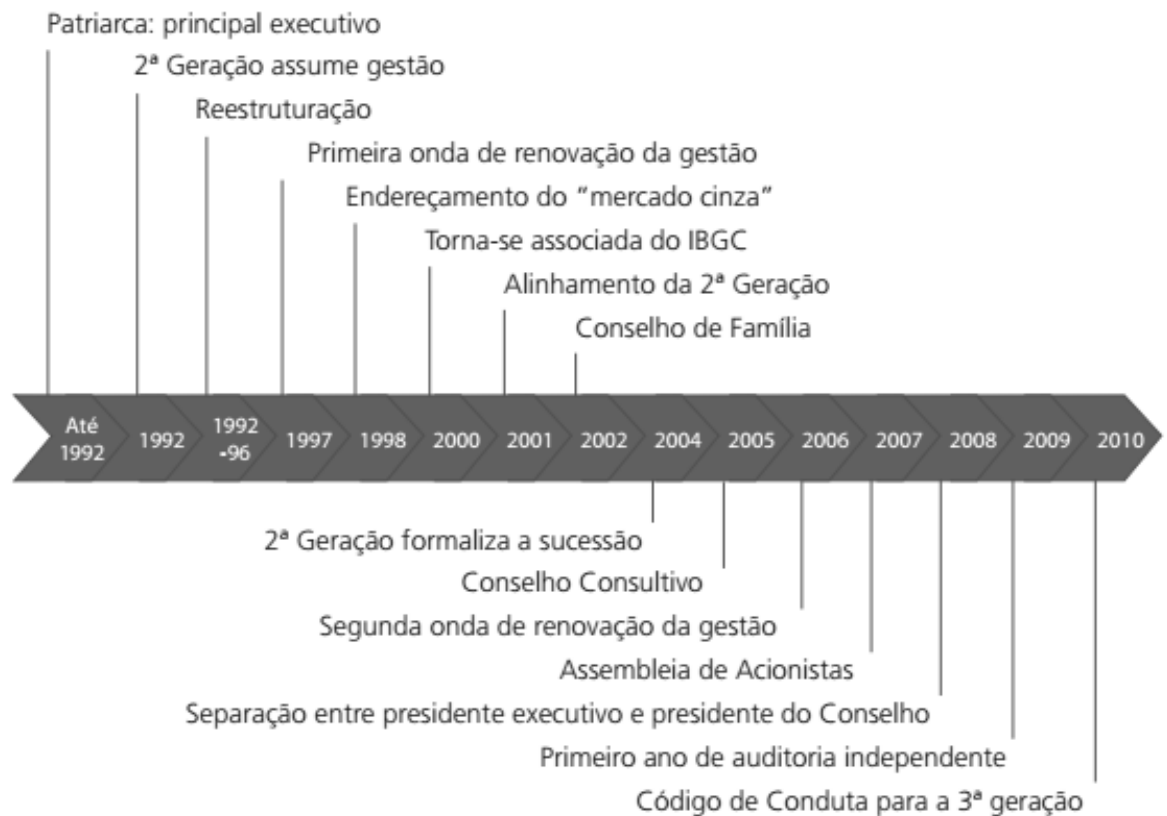 Patriarca: principal executivo
2ª Geração assume gestão
Reestruturação
Primeira onda de renovação da gestão
Endereçamento do “mercado cinza”
Torna-se associada do IBGC
Alinhamento da 2ª Geração
Conselho de Família
Até
1992
1992
1992
-96
1997
1998
2000
2001
2002
2004
2005
2006
2007
2008
2009
2010
2ª Geração formaliza a sucessão
Conselho Consultivo
Segunda onda de renovação da gestão
Assembleia de Acionistas
Separação entre presidente executivo e presidente do Conselho
Primeiro ano de auditoria independente
Código de Conduta para a 3ª geração